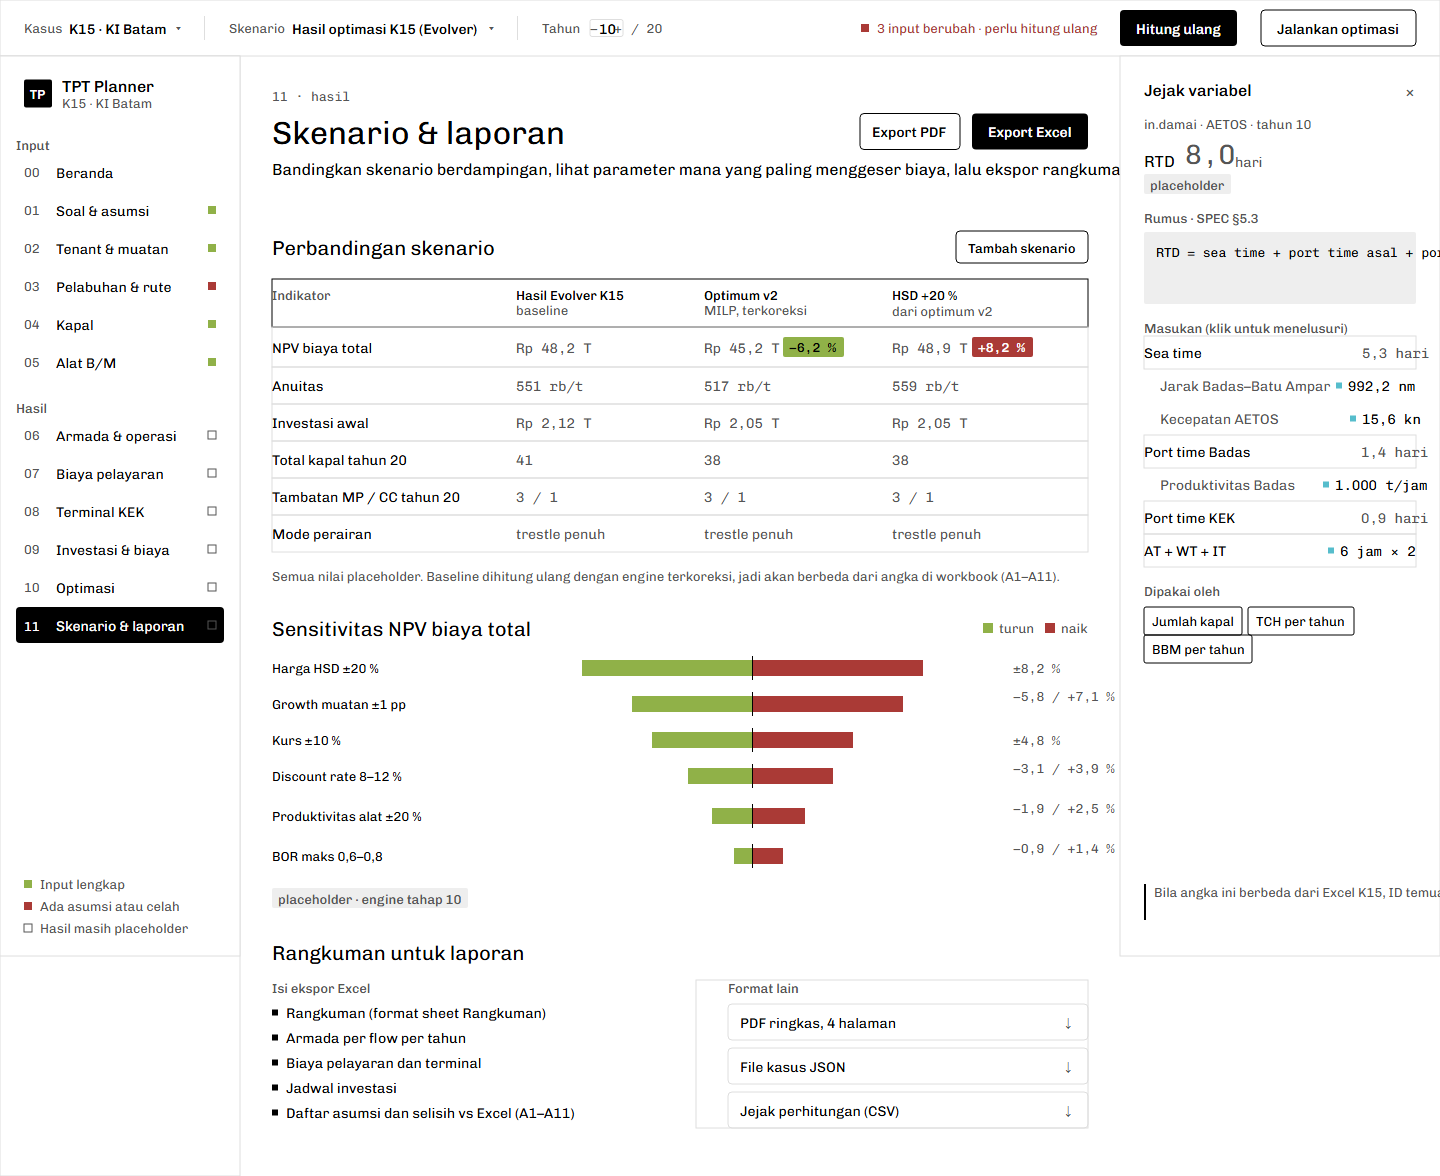 Kasus K15 · KI Batam
Skenario Hasil optimasi K15 (Evolver)
Tahun −10+ / 20
3 input berubah · perlu hitung ulang
Hitung ulang
Jalankan optimasi
TP
TPT Planner
K15 · KI Batam
Input
00 Beranda
01 Soal & asumsi
02 Tenant & muatan
03 Pelabuhan & rute
04 Kapal
05 Alat B/M
Hasil
06 Armada & operasi
07 Biaya pelayaran
08 Terminal KEK
09 Investasi & biaya
10 Optimasi
11 Skenario & laporan
Input lengkap
Ada asumsi atau celah
Hasil masih placeholder
11 · hasil
Skenario & laporan
Export PDF
Export Excel
Bandingkan skenario berdampingan, lihat parameter mana yang paling menggeser biaya, lalu ekspor rangkuma
Perbandingan skenario
Tambah skenario
Indikator
Hasil Evolver K15
baseline
Optimum v2
MILP, terkoreksi
HSD +20 %
dari optimum v2
NPV biaya total Rp 48,2 T Rp 45,2 T −6,2 % Rp 48,9 T +8,2 %
Anuitas 551 rb/t 517 rb/t 559 rb/t
Investasi awal Rp 2,12 T Rp 2,05 T Rp 2,05 T
Total kapal tahun 20 41 38 38
Tambatan MP / CC tahun 20 3 / 1 3 / 1 3 / 1
Mode perairan trestle penuh trestle penuh trestle penuh
Semua nilai placeholder. Baseline dihitung ulang dengan engine terkoreksi, jadi akan berbeda dari angka di workbook (A1–A11).
Sensitivitas NPV biaya total
turun naik
Harga HSD ±20 % ±8,2 %
Growth muatan ±1 pp −5,8 / +7,1 %
Kurs ±10 % ±4,8 %
Discount rate 8–12 % −3,1 / +3,9 %
Produktivitas alat ±20 % −1,9 / +2,5 %
BOR maks 0,6–0,8 −0,9 / +1,4 %
placeholder · engine tahap 10
Rangkuman untuk laporan
Isi ekspor Excel
Rangkuman (format sheet Rangkuman)
Armada per flow per tahun
Biaya pelayaran dan terminal
Jadwal investasi
Daftar asumsi dan selisih vs Excel (A1–A11)
Format lain
PDF ringkas, 4 halaman ↓
File kasus JSON ↓
Jejak perhitungan (CSV) ↓
Jejak variabel ×
in.damai · AETOS · tahun 10
RTD 8,0hari
placeholder
Rumus · SPEC §5.3
RTD = sea time + port time asal + por
Masukan (klik untuk menelusuri)
Sea time 5,3 hari
Jarak Badas–Batu Ampar 992,2 nm
Kecepatan AETOS 15,6 kn
Port time Badas 1,4 hari
Produktivitas Badas 1.000 t/jam
Port time KEK 0,9 hari
AT + WT + IT 6 jam × 2
Dipakai oleh
Jumlah kapal
TCH per tahun
BBM per tahun
Bila angka ini berbeda dari Excel K15, ID temua